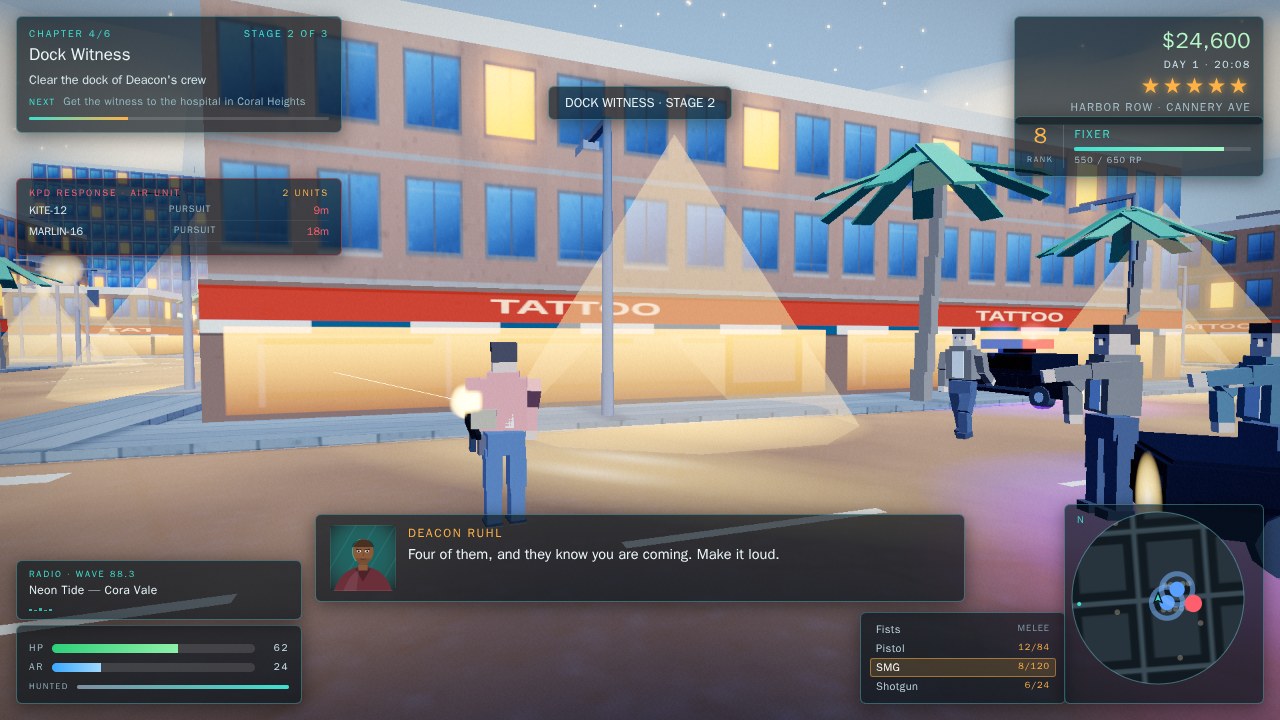 CHAPTER 4/6 STAGE 2 OF 3
Dock Witness
Clear the dock of Deacon's crew
NEXT Get the witness to the hospital in Coral Heights
KPD RESPONSE · AIR UNIT 2 UNITS
KITE-12 PURSUIT 9m
MARLIN-16 PURSUIT 18m
DOCK WITNESS · STAGE 2
$24,600
DAY 1 · 20:08
HARBOR ROW · CANNERY AVE
8 RANK
FIXER
550 / 650 RP
TATTOO
TATTOO
TATTOO
TAT
DEACON RUHL
Four of them, and they know you are coming. Make it loud.
RADIO · WAVE 88.3
Neon Tide — Cora Vale
HP 62
AR 24
HUNTED
Fists MELEE
Pistol 12/84
SMG 8/120
Shotgun 6/24
N